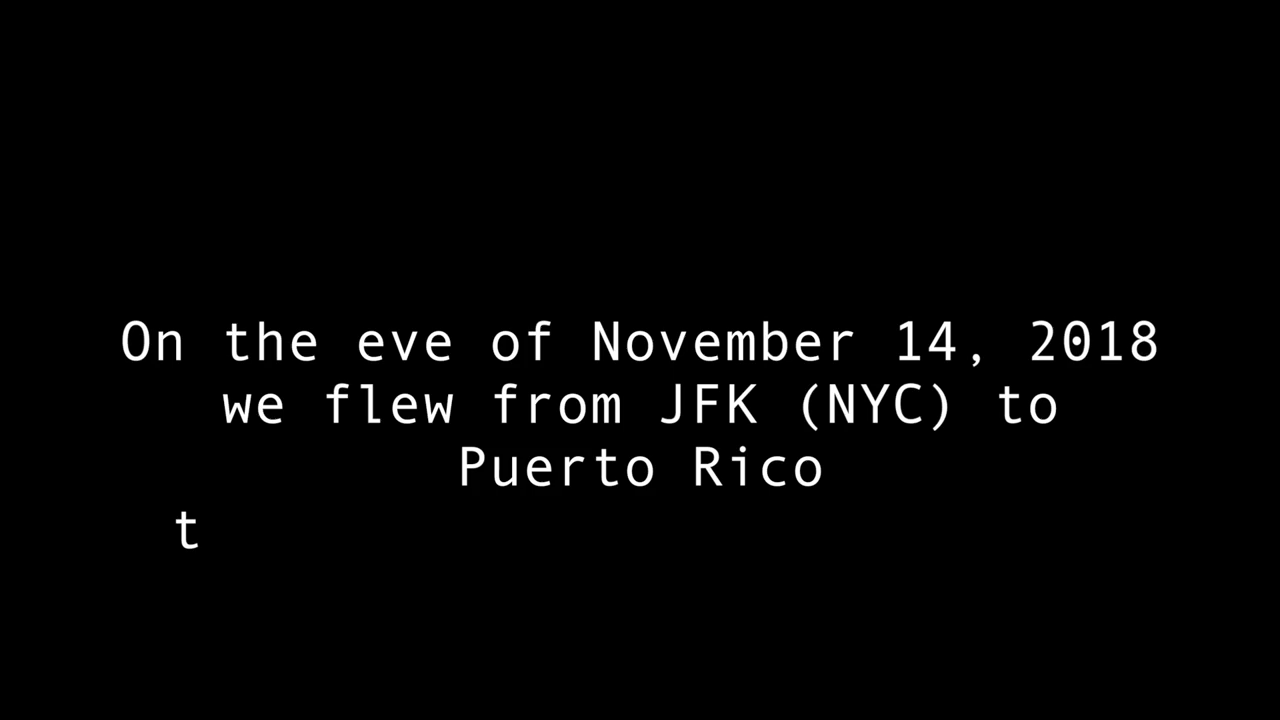 On the eve of November 14, 2018
we flew from JFK (NYC) to
Puerto Rico
t